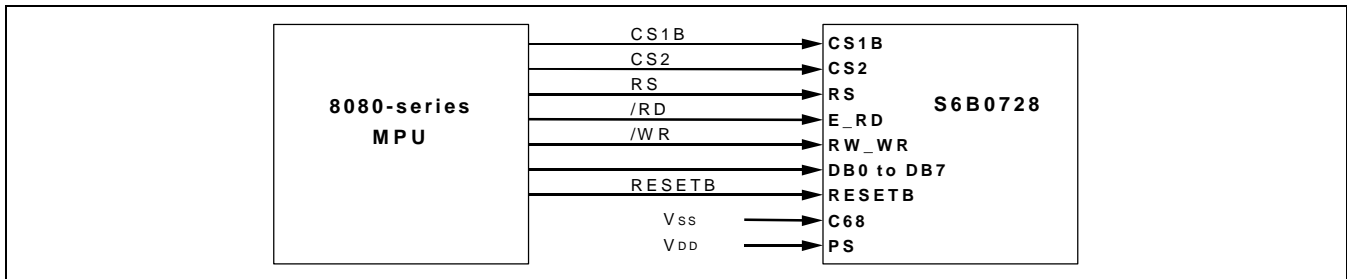 8080-series
MPU
CS1B
CS2
RS
/RD
/WR
RESETB
VSS
VDD
CS1B
CS2
RS
E_RD
RW_WR
DB0 to DB7
RESETB
C68
PS
S6B0728